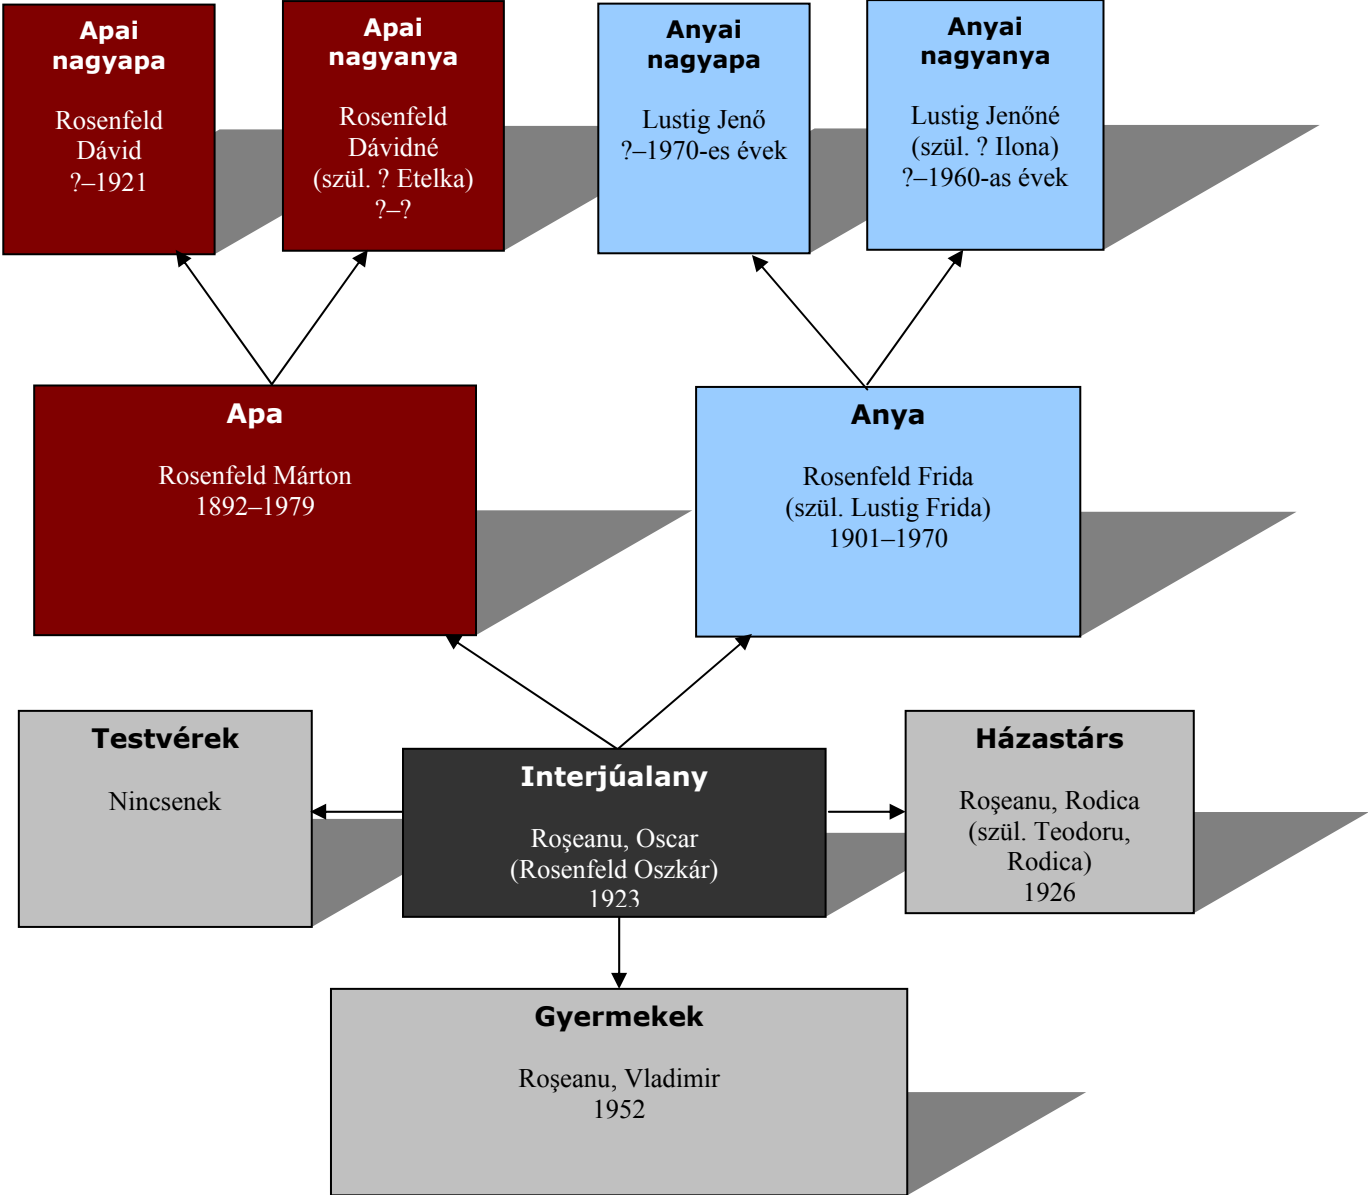 Apai
nagyapa
Rosenfeld
Dávid
?–1921
Apai
nagyanya
Rosenfeld
Dávidné
(szül. ? Etelka)
?–?
Anyai
nagyapa
Lustig Jenő
?–1970-es évek
Anyai
nagyanya
Lustig Jenőné
(szül. ? Ilona)
?–1960-as évek
Apa
Rosenfeld Márton
1892–1979
Anya
Rosenfeld Frida
(szül. Lustig Frida)
1901–1970
Testvérek
Nincsenek
Interjúalany
Roşeanu, Oscar
(Rosenfeld Oszkár)
1923
Házastárs
Roşeanu, Rodica
(szül. Teodoru,
Rodica)
1926
Gyermekek
Roşeanu, Vladimir
1952